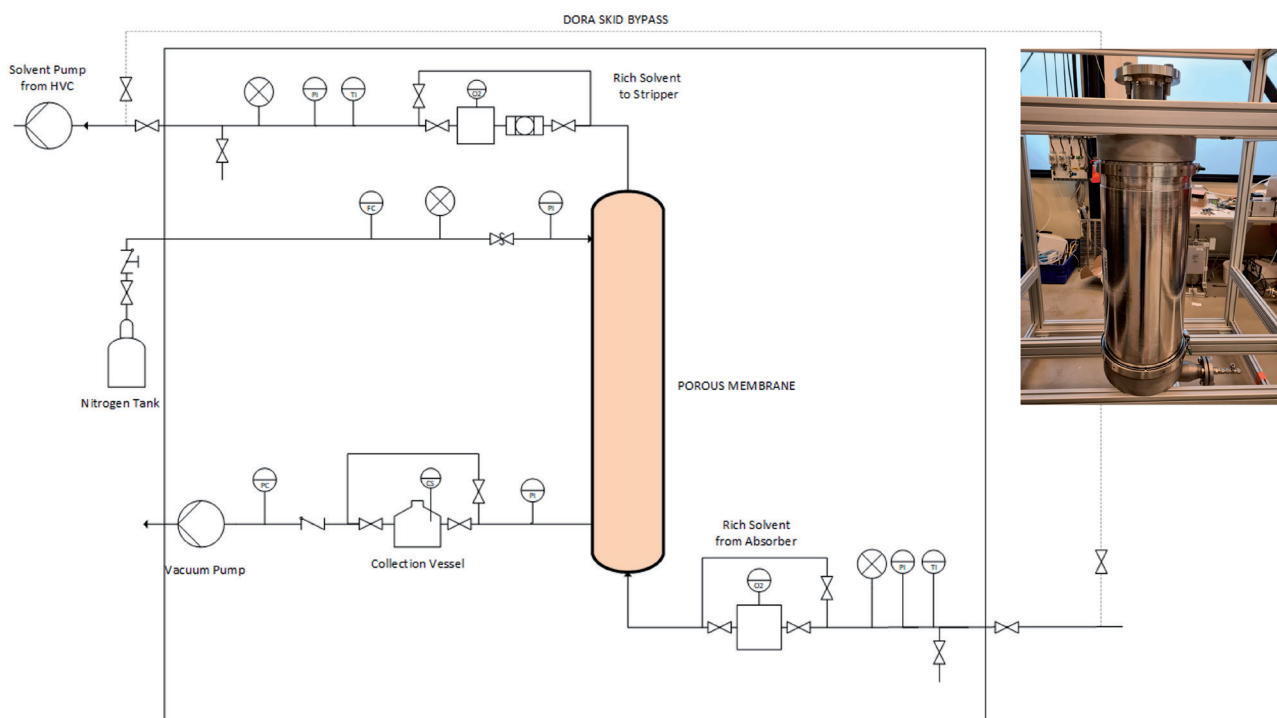 DORA SKID BYPASS
Solvent Pump
from HVC
Rich Solvent
to Stripper
PI
TI
O2
FC
PI
Nitrogen Tank
POROUS MEMBRANE
PC
CS
PI
Vacuum Pump
Collection Vessel
Rich Solvent
from Absorber
O2
PI
TI